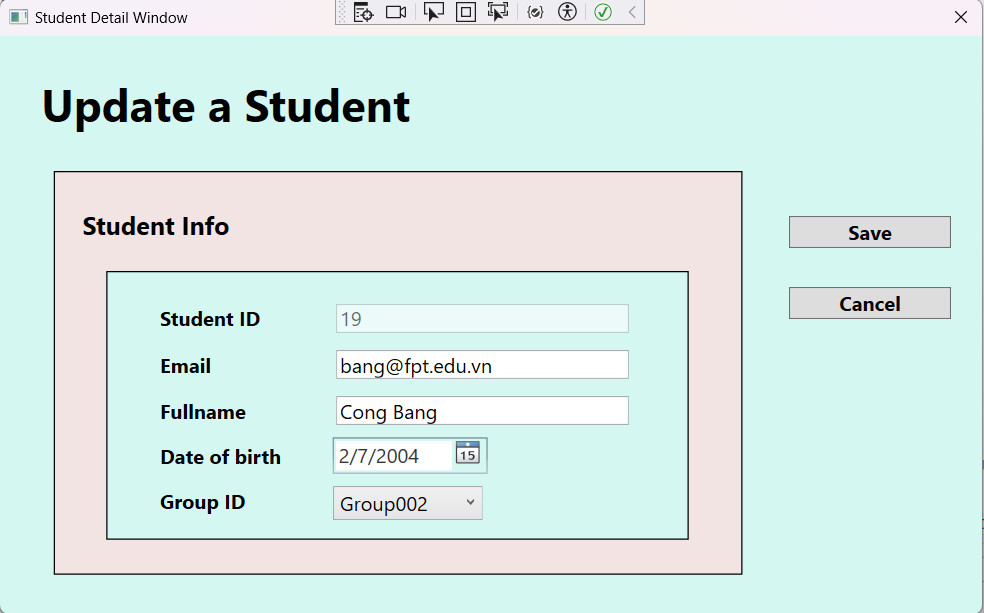 Student Detail Window
Update a Student
Student Info
Save
Cancel
Student ID 19
Email bang@fpt.edu.vn
Fullname Cong Bang
Date of birth 2/7/2004 15
Group ID Group002